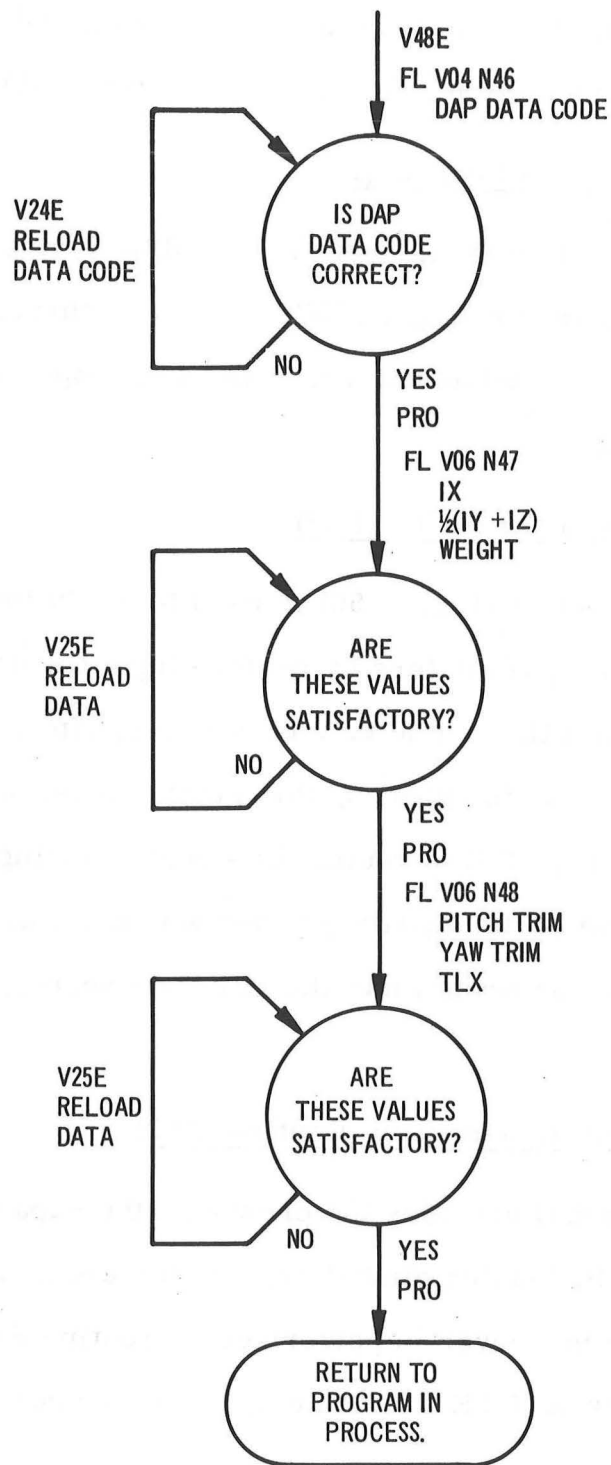 V48E
FL V04 N46
DAP DATA CODE
IS DAP
DATA CODE
CORRECT?
V24E
RELOAD
DATA CODE
NO
YES
PRO
FL V06 N47
IX
½(IY + IZ)
WEIGHT
ARE
THESE VALUES
SATISFACTORY?
V25E
RELOAD
DATA
NO
YES
PRO
FL V06 N48
PITCH TRIM
YAW TRIM
TLX
ARE
THESE VALUES
SATISFACTORY?
V25E
RELOAD
DATA
NO
YES
PRO
RETURN TO
PROGRAM IN
PROCESS.